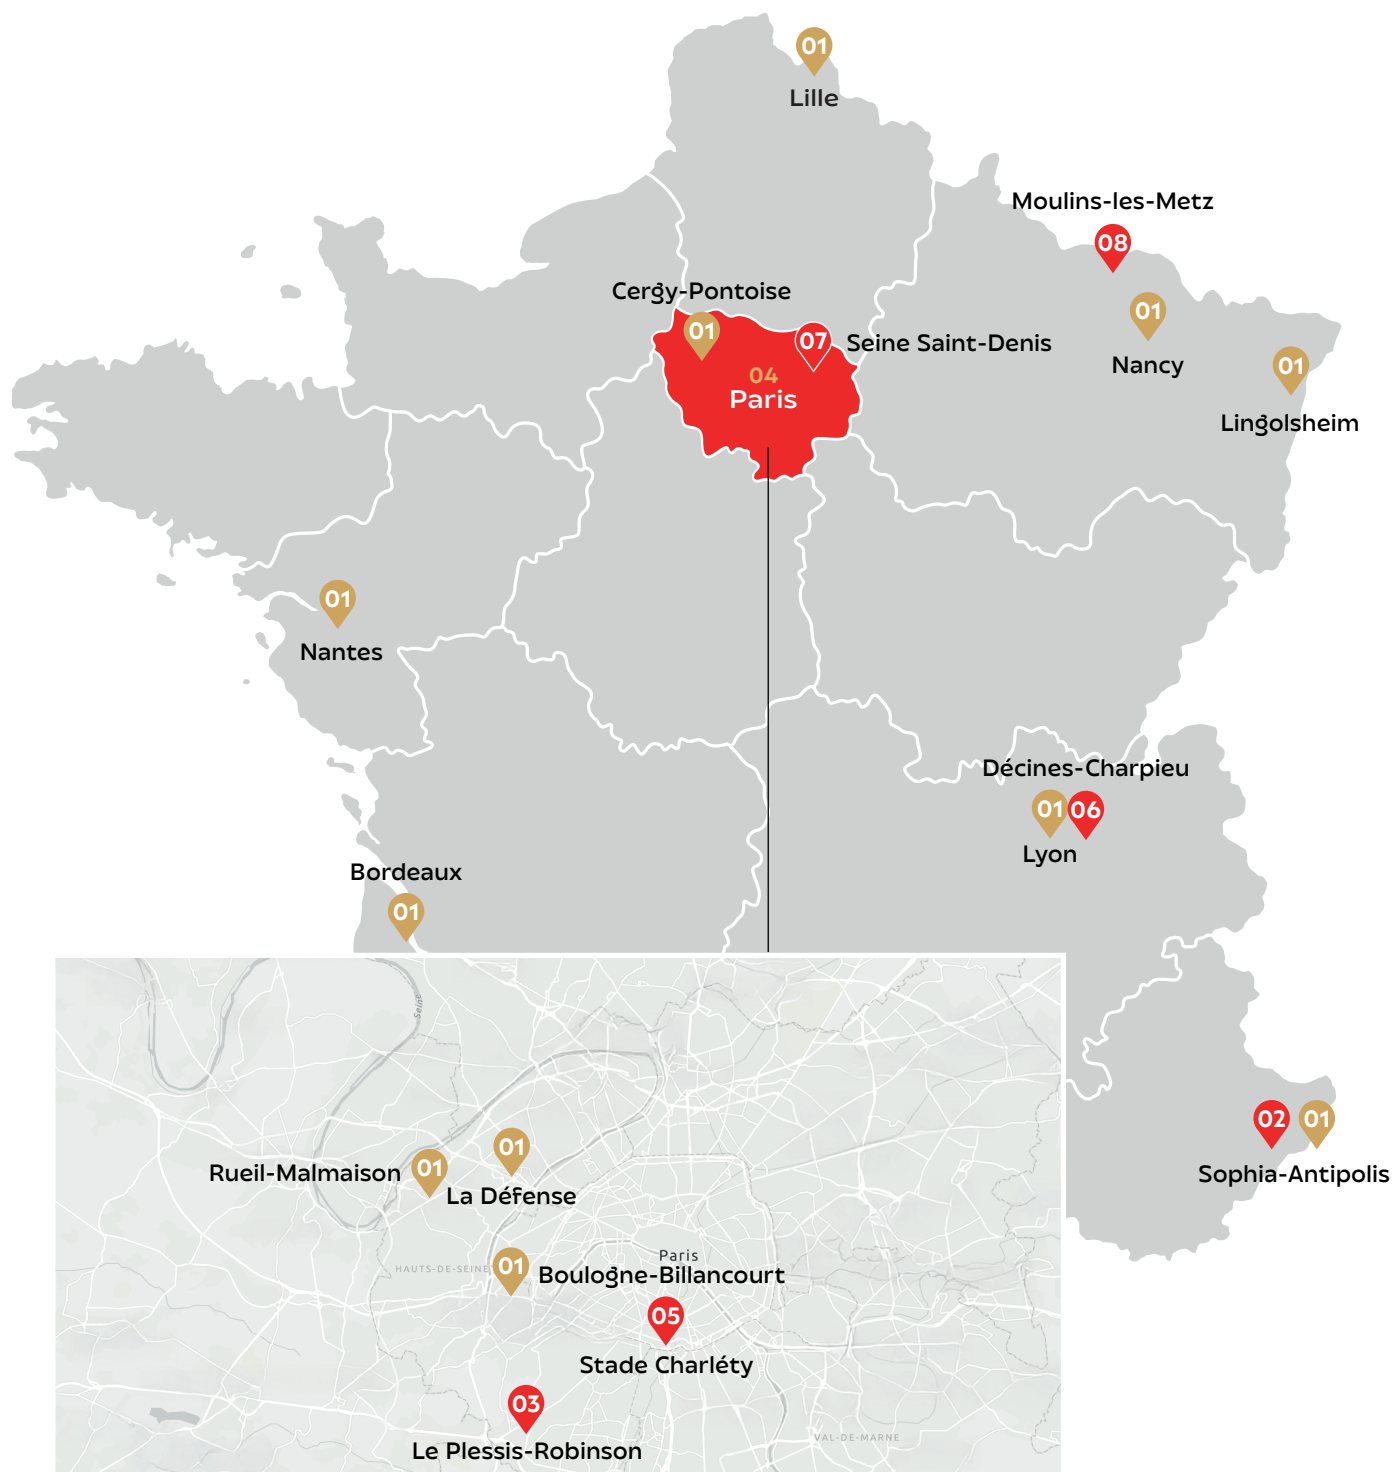 01
Lille
Moulins-les-Metz
08
Cergy-Pontoise
01
01
07
Seine Saint-Denis
Nancy
01
04
Paris
Lingolsheim
01
Nantes
Décines-Charpieu
01
06
Lyon
Bordeaux
01
Seine
02
01
Sophia-Antipolis
01
Rueil-Malmaison
01
La Défense
Paris
HAUTS-DE-SEINE
01
Boulogne-Billancourt
05
Stade Charléty
03
VAL-DE-MARNE
Le Plessis-Robinson